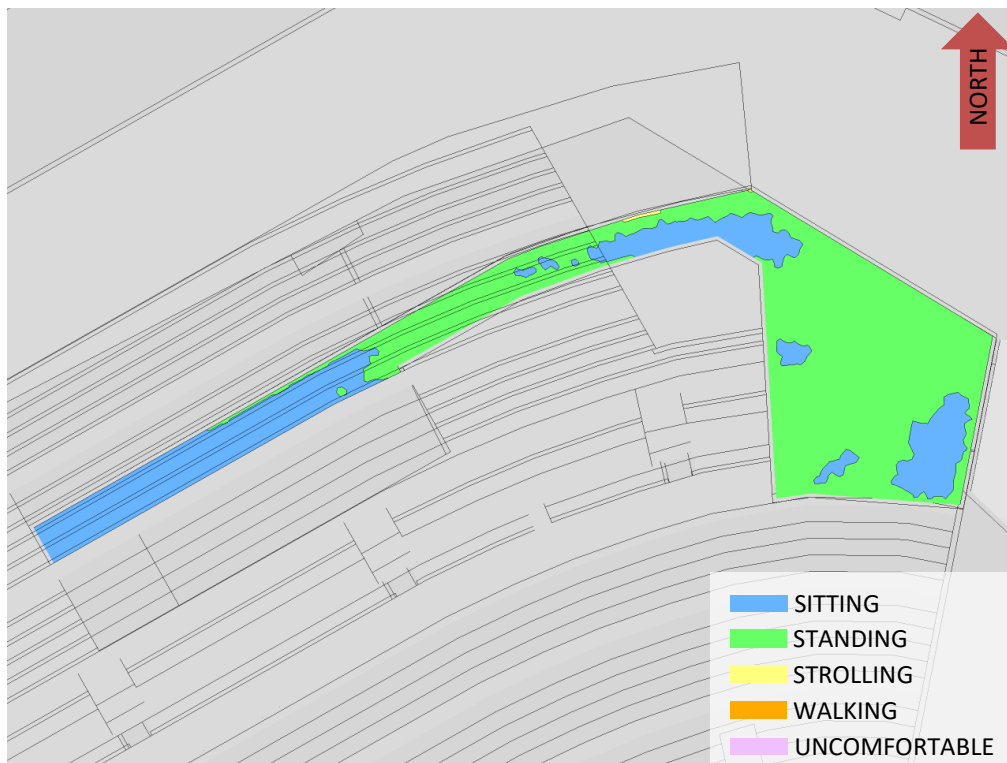 NORTH
SITTING
STANDING
STROLLING
WALKING
UNCOMFORTABLE